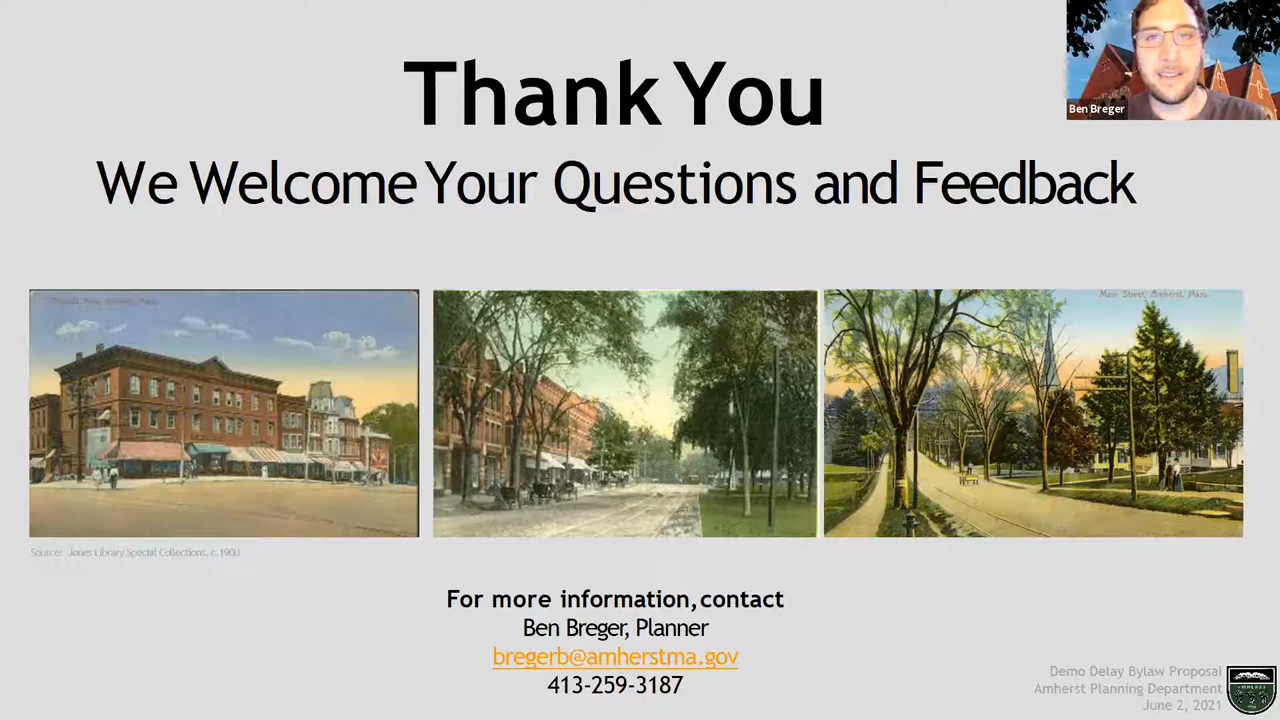 Thank You
We Welcome Your Questions and Feedback
Ben Breger
Main Street, Amherst, Mass.
Source: Jones Library Special Collections, c.1900
For more information, contact
Ben Breger, Planner
bregerb@amherstma.gov
413-259-3187
Demo Delay Bylaw Proposal
Amherst Planning Department
June 2, 2021
AMHERST